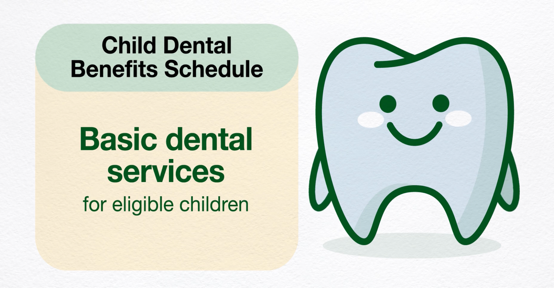 Child Dental
Benefits Schedule
Basic dental
services
for eligible children